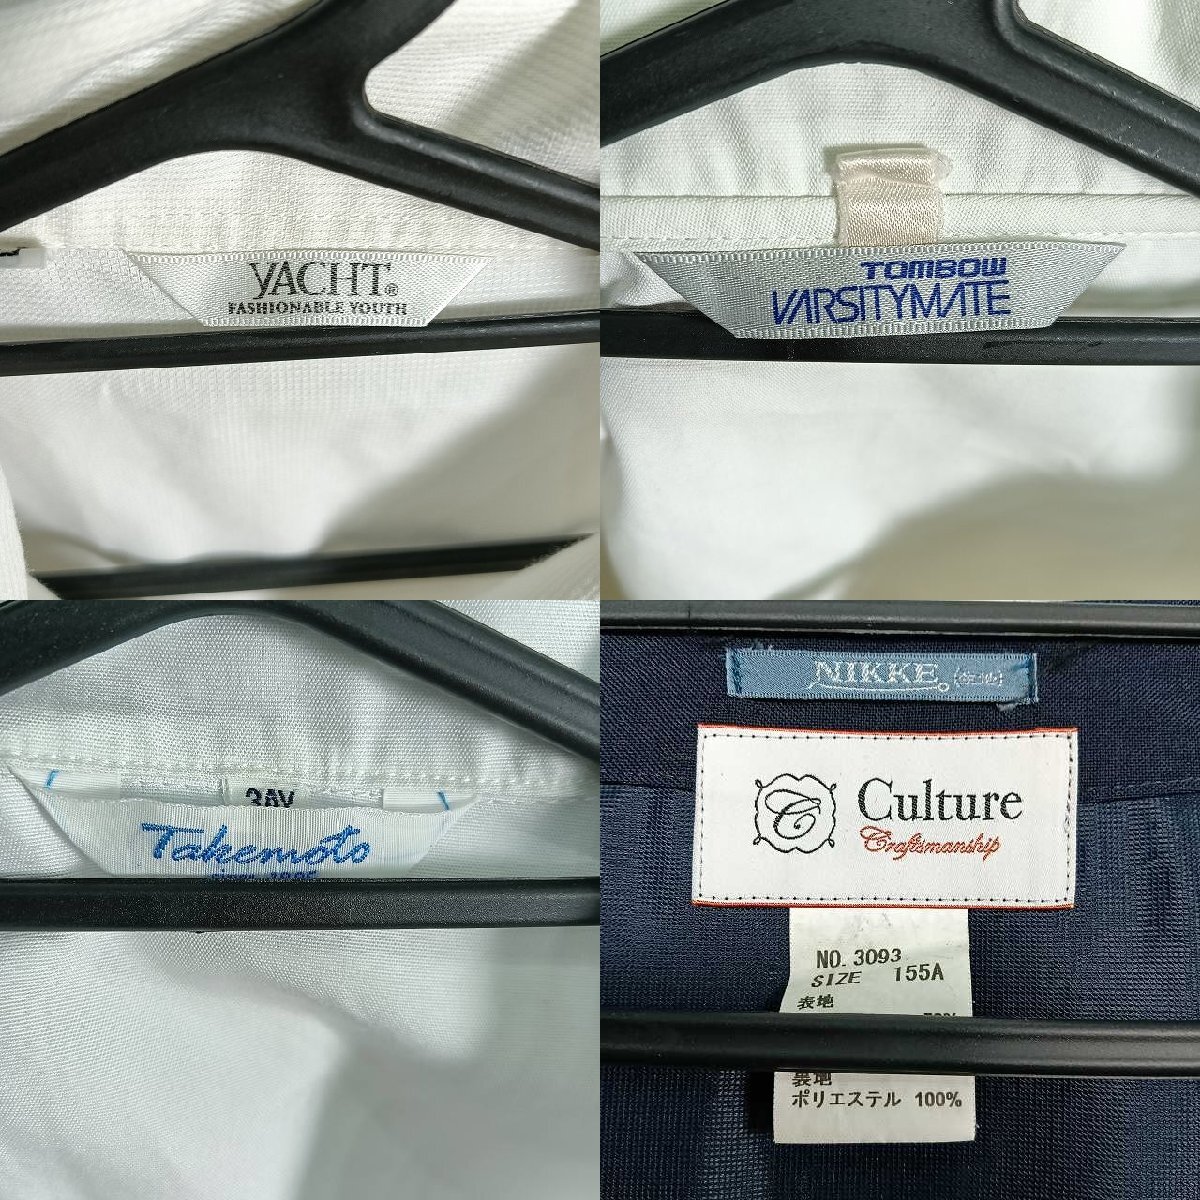 YACHT®
FASHIONABLE YOUTH
TOMBOW
VARSITYMATE
Takemoto
NIKKE
Culture
Craftsmanship
NO. 3093
SIZE 155A
表地
裏地
ポリエステル 100%